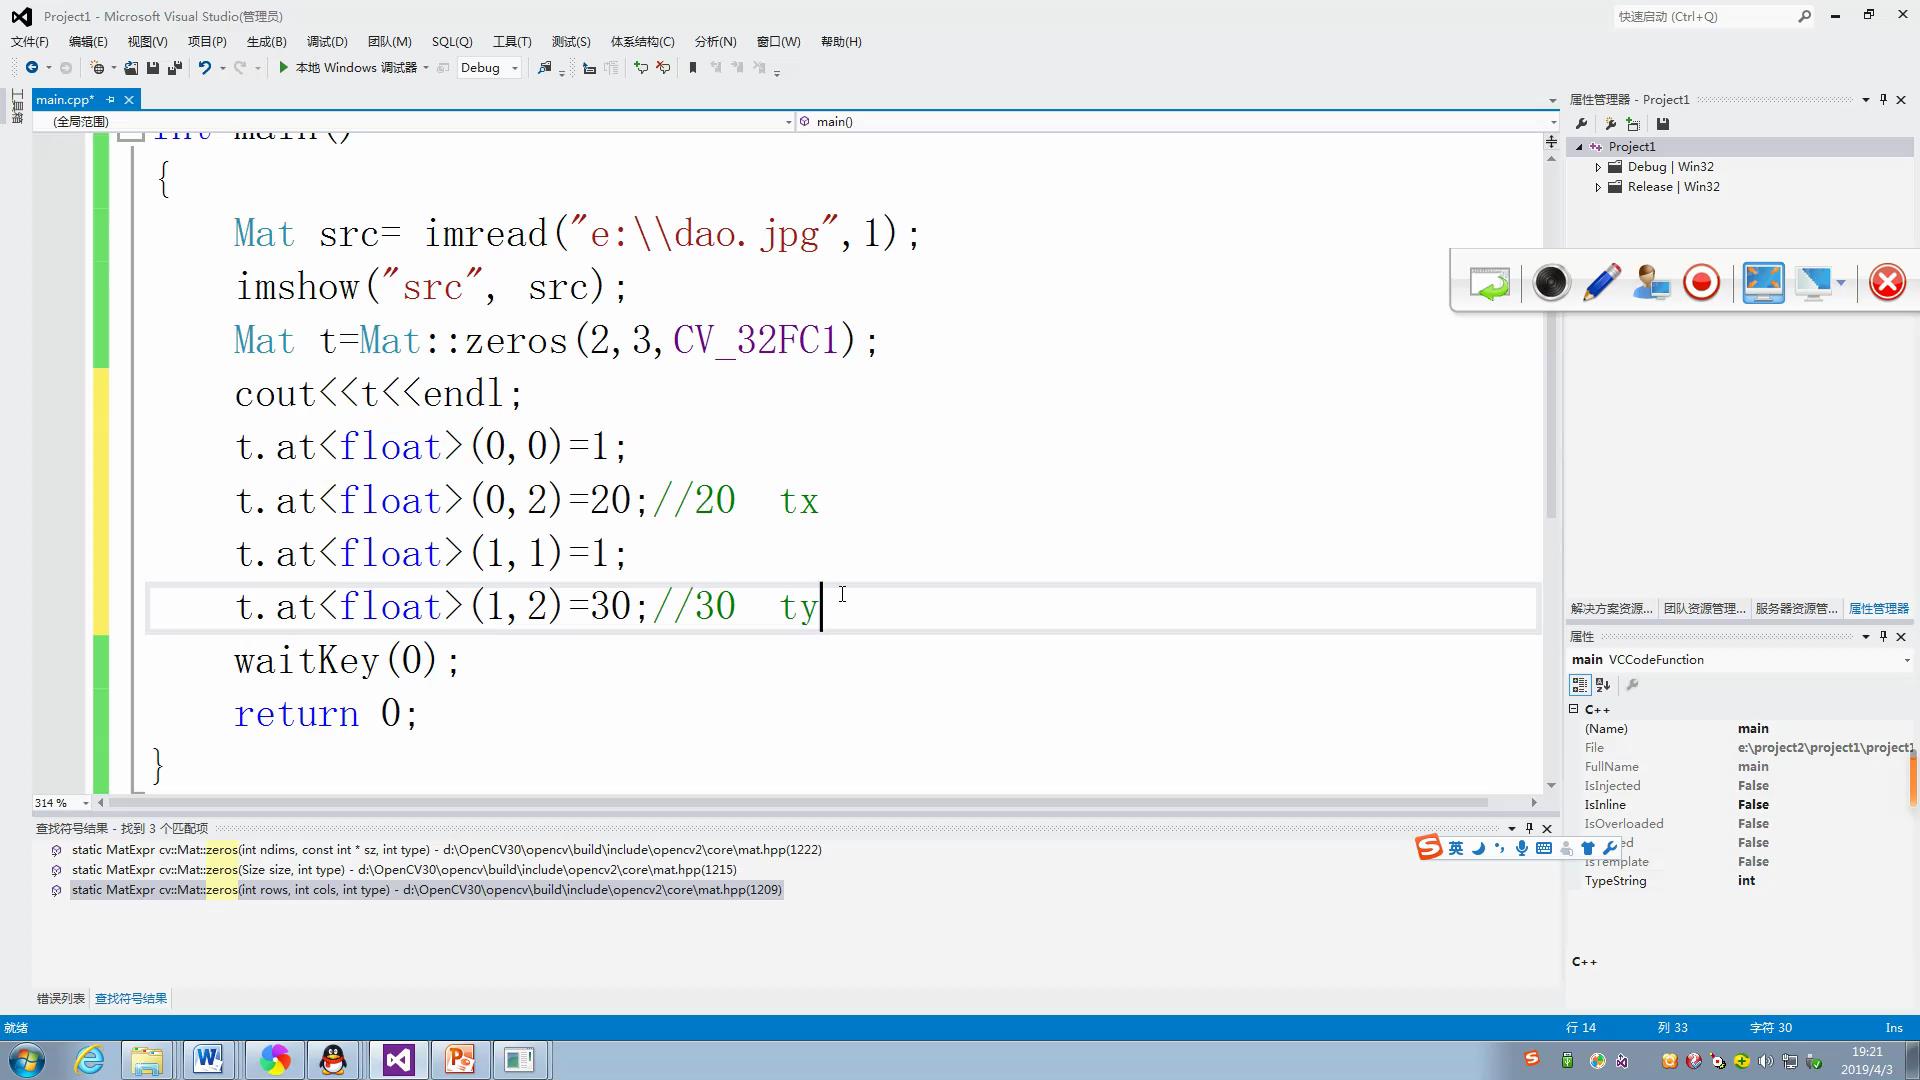 Project1 - Microsoft Visual Studio(管理员)
快速启动 (Ctrl+Q)
文件(F) 编辑(E) 视图(V) 项目(P) 生成(B) 调试(D) 团队(M) SQL(Q) 工具(T) 测试(S) 体系结构(C) 分析(N) 窗口(W) 帮助(H)
本地 Windows 调试器 Debug
工具箱
main.cpp*
(全局范围) main()
int main()
{
Mat src= imread("e:\\dao.jpg",1);
imshow("src", src);
Mat t=Mat::zeros(2,3,CV_32FC1);
cout<<t<<endl;
t.at<float>(0,0)=1;
t.at<float>(0,2)=20;//20 tx
t.at<float>(1,1)=1;
t.at<float>(1,2)=30;//30 ty
waitKey(0);
return 0;
}
314 %
属性管理器 - Project1
Project1
Debug | Win32
Release | Win32
解决方案资源... 团队资源管理... 服务器资源管... 属性管理器
属性
main VCCodeFunction
C++
(Name) main
File e:\project2\project1\project1
FullName main
IsInjected False
IsInline False
IsOverloaded False
False
IsTemplate False
TypeString int
C++
查找符号结果 - 找到 3 个匹配项
static MatExpr cv::Mat::zeros(int ndims, const int * sz, int type) - d:\OpenCV30\opencv\build\include\opencv2\core\mat.hpp(1222)
static MatExpr cv::Mat::zeros(Size size, int type) - d:\OpenCV30\opencv\build\include\opencv2\core\mat.hpp(1215)
static MatExpr cv::Mat::zeros(int rows, int cols, int type) - d:\OpenCV30\opencv\build\include\opencv2\core\mat.hpp(1209)
英
错误列表 查找符号结果
就绪 行 14 列 33 字符 30 Ins
19:21
2019/4/3